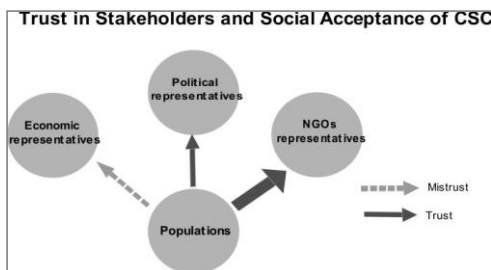 Trust in Stakeholders and Social Acceptance of CSC
Political
representatives
Economic
representatives
NGOs
representatives
Populations
Mistrust
Trust